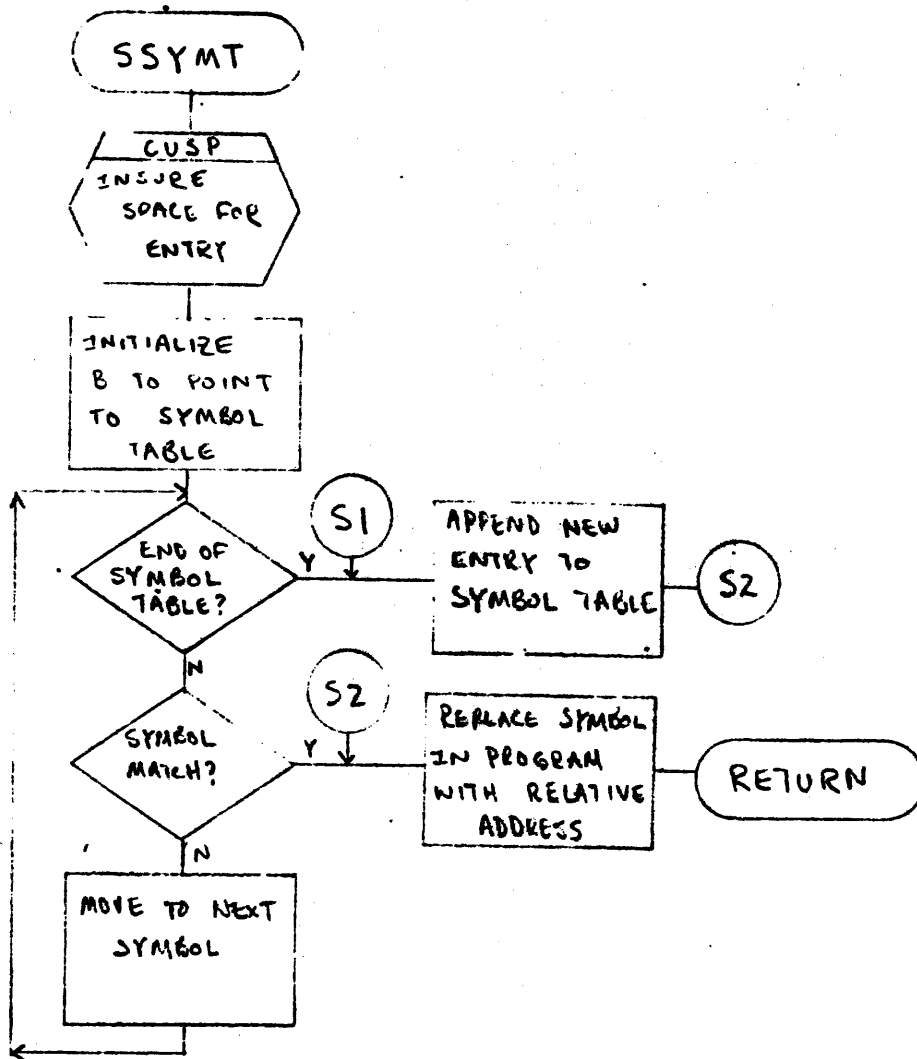 SSYMT
CUSP
INSURE
SPACE FOR
ENTRY
INITIALIZE
B TO POINT
TO SYMBOL
TABLE
END OF
SYMBOL
TABLE?
Y
S1
APPEND NEW
ENTRY TO
SYMBOL TABLE
S2
N
SYMBOL
MATCH?
Y
S2
REPLACE SYMBOL
IN PROGRAM
WITH RELATIVE
ADDRESS
RETURN
N
MOVE TO NEXT
SYMBOL